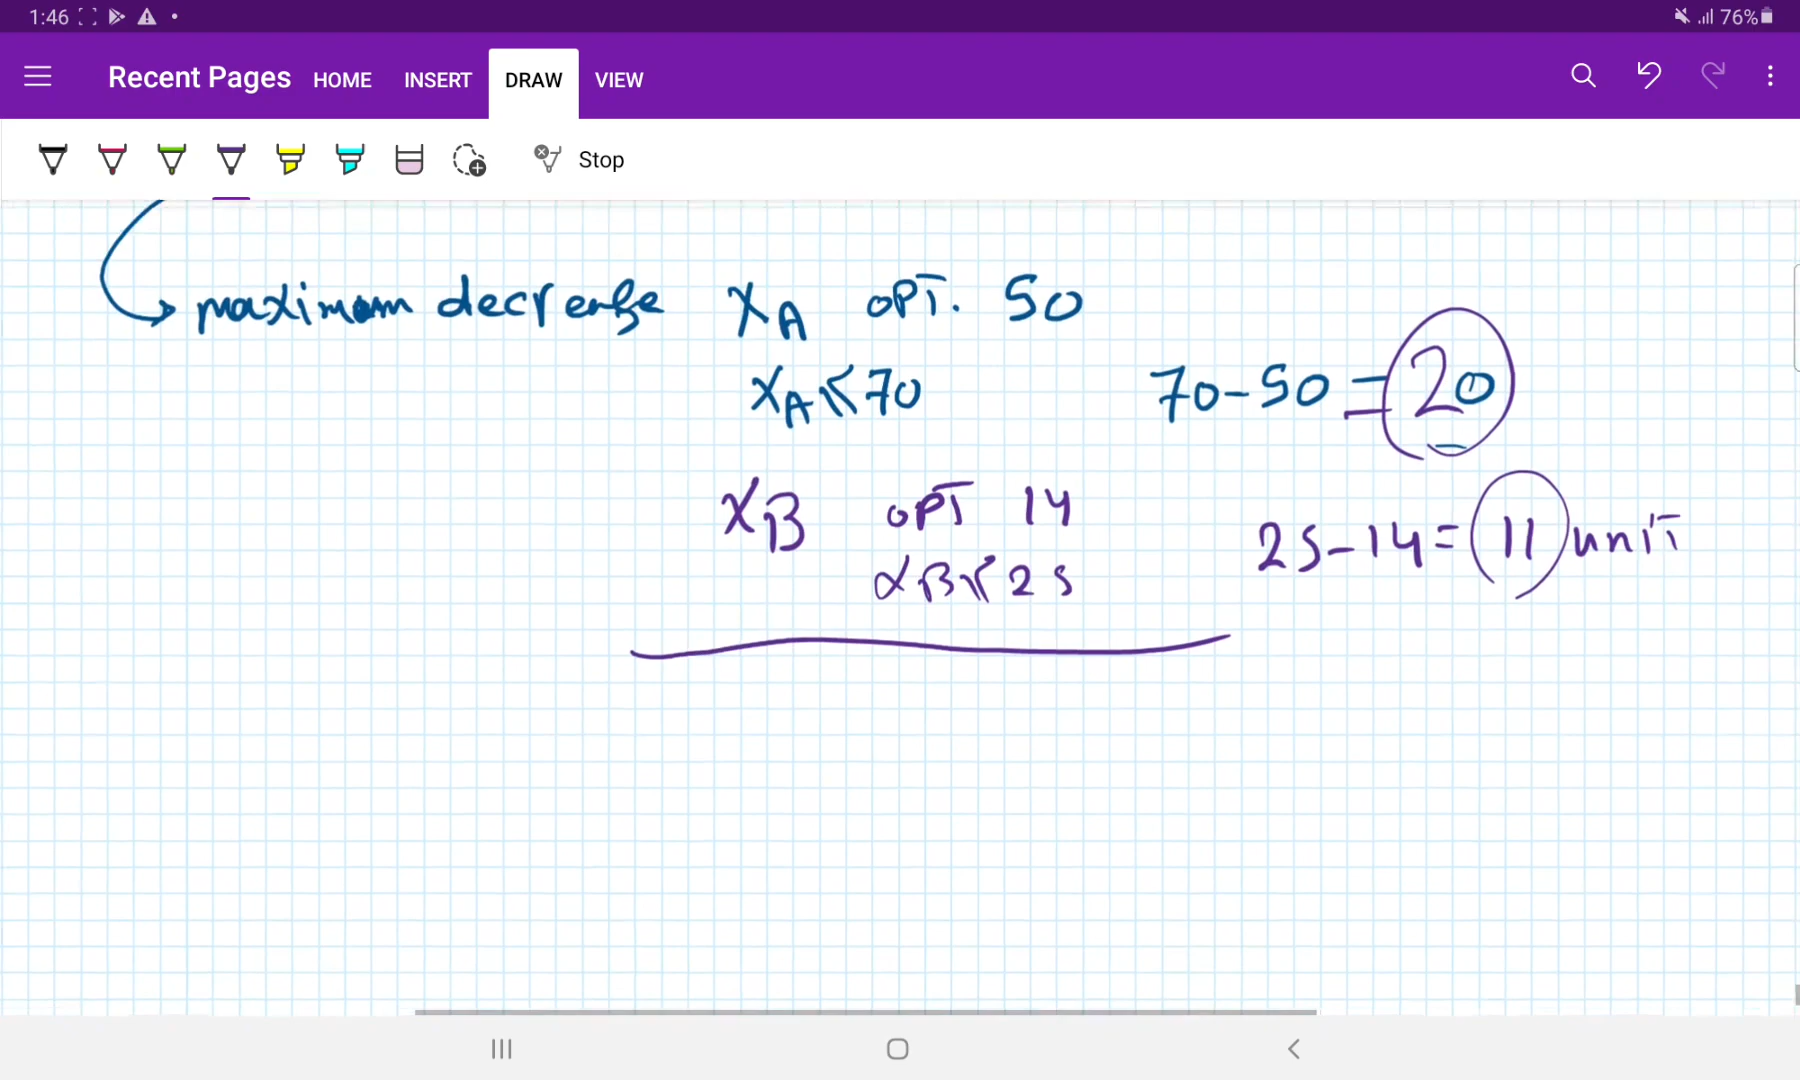 1:46 76%
Recent Pages HOME INSERT DRAW VIEW
Stop
maximum decrease XA OPT. 50
XA ≤ 70 70-50 = 20
XB OPT 14
25-14 = 11 unit
XB ≤ 25